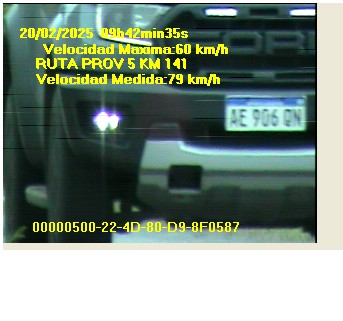 20/02/2025 09h42min35s
Velocidad Maxima:60 km/h
RUTA PROV 5 KM 141
Velocidad Medida:79 km/h
AE 906 QN
00000500-22-4D-80-D9-8F0587